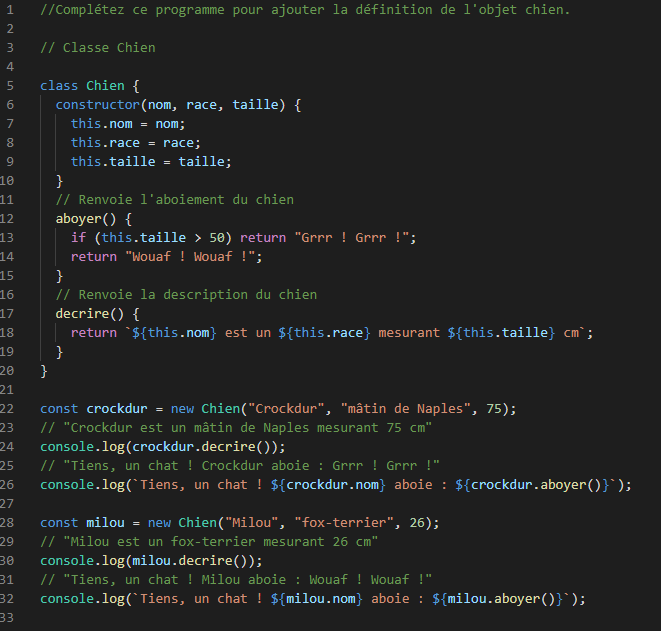 1 //Complétez ce programme pour ajouter la définition de l'objet chien.
2
3 // Classe Chien
4
5 class Chien {
6   constructor(nom, race, taille) {
7     this.nom = nom;
8     this.race = race;
9     this.taille = taille;
10   }
11   // Renvoie l'aboiement du chien
12   aboyer() {
13     if (this.taille > 50) return "Grrr ! Grrr !";
14     return "Wouaf ! Wouaf !";
15   }
16   // Renvoie la description du chien
17   decrire() {
18     return `${this.nom} est un ${this.race} mesurant ${this.taille} cm`;
19   }
20 }
21
22 const crockdur = new Chien("Crockdur", "mâtin de Naples", 75);
23 // "Crockdur est un mâtin de Naples mesurant 75 cm"
24 console.log(crockdur.decrire());
25 // "Tiens, un chat ! Crockdur aboie : Grrr ! Grrr !"
26 console.log(`Tiens, un chat ! ${crockdur.nom} aboie : ${crockdur.aboyer()}`);
27
28 const milou = new Chien("Milou", "fox-terrier", 26);
29 // "Milou est un fox-terrier mesurant 26 cm"
30 console.log(milou.decrire());
31 // "Tiens, un chat ! Milou aboie : Wouaf ! Wouaf !"
32 console.log(`Tiens, un chat ! ${milou.nom} aboie : ${milou.aboyer()}`);
33